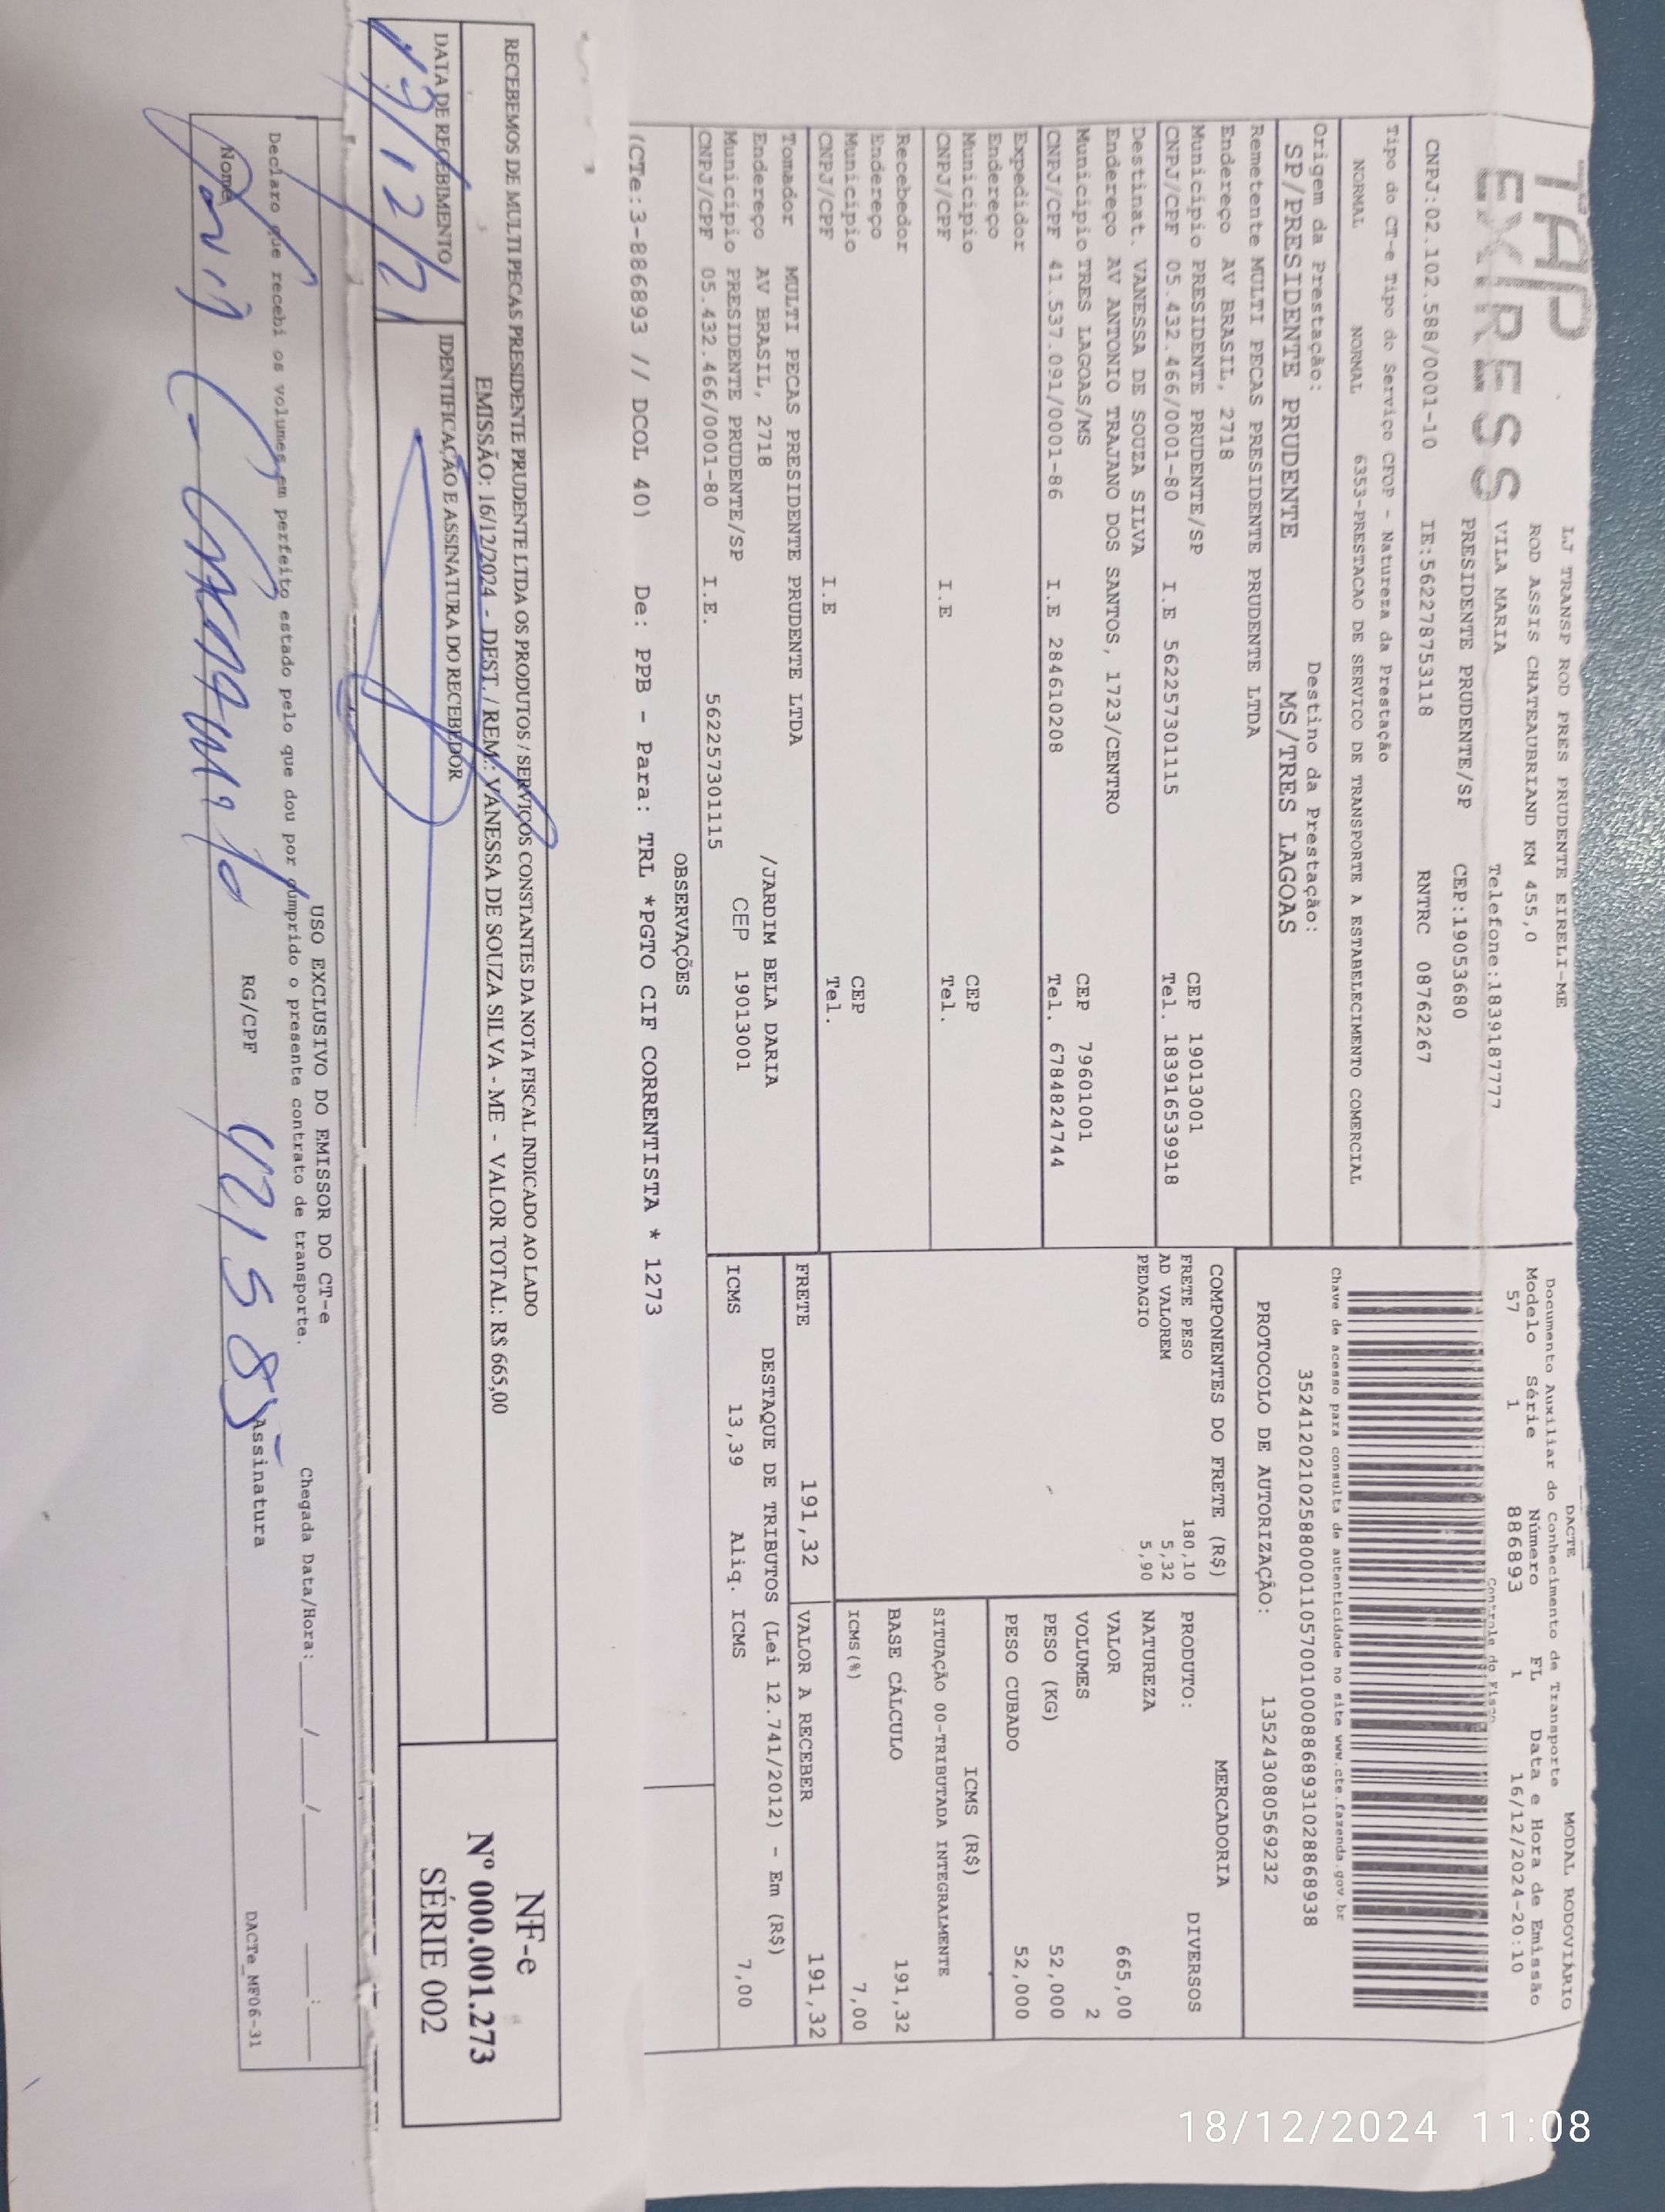 TAP
EXPRESS
LJ TRANSP ROD PRES PRUDENTE EIRELI-ME
ROD ASSIS CHATEAUBRIAND KM 455,0
VILA MARIA Telefone:1839187777
PRESIDENTE PRUDENTE/SP CEP:19053680
CNPJ:02.102.588/0001-10 IE:562278753118 RNTRC 08762267
DACTE MODAL RODOVIÁRIO
Documento Auxiliar do Conhecimento de Transporte
Modelo Série Número FL Data e Hora de Emissão
57 1 886893 1 16/12/2024-20:10
Controle do Fisco
Chave de acesso para consulta de autenticidade no site www.cte.fazenda.gov.br
35241202102588000110570010008868931028868938
PROTOCOLO DE AUTORIZAÇÃO: 135243080569232
Tipo do CT-e Tipo do Serviço CFOP - Natureza da Prestação
NORMAL NORMAL 6353-PRESTACAO DE SERVICO DE TRANSPORTE A ESTABELECIMENTO COMERCIAL
Origem da Prestação: Destino da Prestação:
SP/PRESIDENTE PRUDENTE MS/TRES LAGOAS
Remetente MULTI PECAS PRESIDENTE PRUDENTE LTDA
Endereço AV BRASIL, 2718
Município PRESIDENTE PRUDENTE/SP CEP 19013001
CNPJ/CPF 05.432.466/0001-80 I.E 562257301115 Tel. 183916539918
Destinat. VANESSA DE SOUZA SILVA
Endereço AV ANTONIO TRAJANO DOS SANTOS, 1723/CENTRO
Município TRES LAGOAS/MS CEP 79601001
CNPJ/CPF 41.537.091/0001-86 I.E 284610208 Tel. 6784824744
Expedidor
Endereço
Município CEP
CNPJ/CPF I.E Tel.
Recebedor
Endereço
Município CEP
CNPJ/CPF I.E Tel.
Tomador MULTI PECAS PRESIDENTE PRUDENTE LTDA
Endereço AV BRASIL, 2718 /JARDIM BELA DARIA
Município PRESIDENTE PRUDENTE/SP CEP 19013001
CNPJ/CPF 05.432.466/0001-80 I.E. 562257301115
COMPONENTES DO FRETE (R$)
FRETE PESO 180,10
AD VALOREM 5,32
PEDAGIO 5,90
MERCADORIA
PRODUTO: DIVERSOS
NATUREZA
VALOR 665,00
VOLUMES 2
PESO (KG) 52,000
PESO CUBADO 52,000
ICMS (R$)
SITUAÇÃO 00-TRIBUTADA INTEGRALMENTE
BASE CÁLCULO 191,32
ICMS(%) 7,00
FRETE 191,32 VALOR A RECEBER 191,32
DESTAQUE DE TRIBUTOS (Lei 12.741/2012) - Em (R$)
ICMS 13,39 Aliq. ICMS 7,00
OBSERVAÇÕES
(CTe:3-886893 // DCOL 40) De: PPB - Para: TRL *PGTO CIF CORRENTISTA * 1273
RECEBEMOS DE MULTI PECAS PRESIDENTE PRUDENTE LTDA OS PRODUTOS / SERVIÇOS CONSTANTES DA NOTA FISCAL INDICADO AO LADO
EMISSÃO: 16/12/2024 - DEST. / REM.: VANESSA DE SOUZA SILVA - ME - VALOR TOTAL: R$ 665,00
DATA DE RECEBIMENTO IDENTIFICAÇÃO E ASSINATURA DO RECEBEDOR
NF-e
Nº 000.001.273
SÉRIE 002
USO EXCLUSIVO DO EMISSOR DO CT-e
Declaro que recebi os volumes em perfeito estado pelo que dou por cumprido o presente contrato de transporte.
Chegada Data/Hora:____/____/____ __:__
Nome RG/CPF Assinatura
DACTe_MF06-31
18/12/2024 11:08